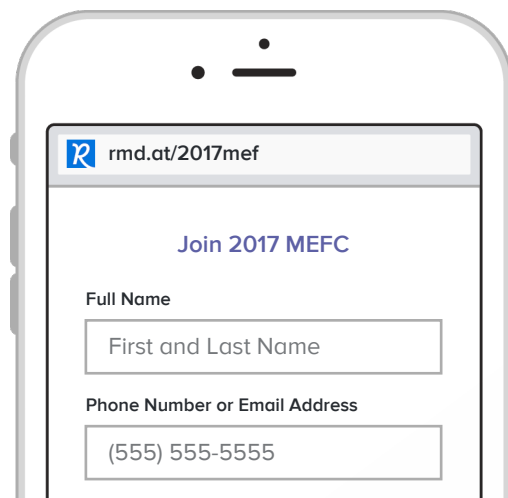 rmd.at/2017mef
Join 2017 MEFC
Full Name
First and Last Name
Phone Number or Email Address
(555) 555-5555